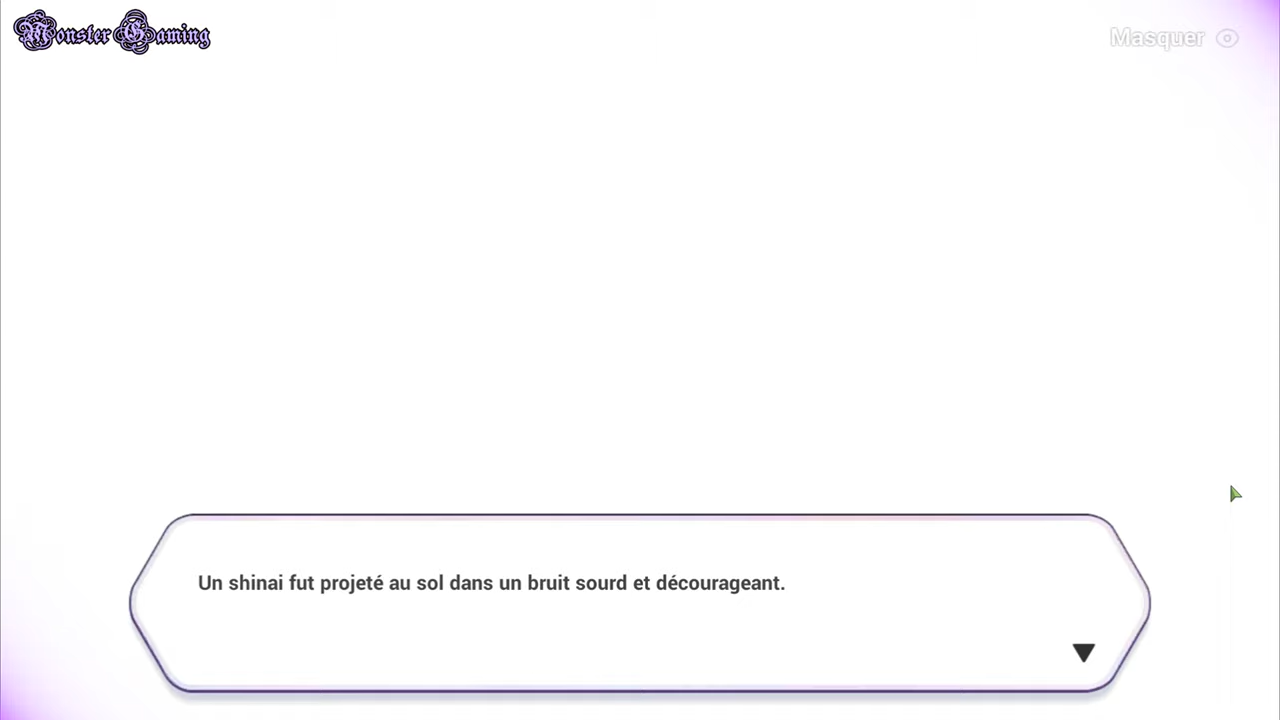 Monster Gaming
Masquer
Un shinai fut projeté au sol dans un bruit sourd et décourageant.